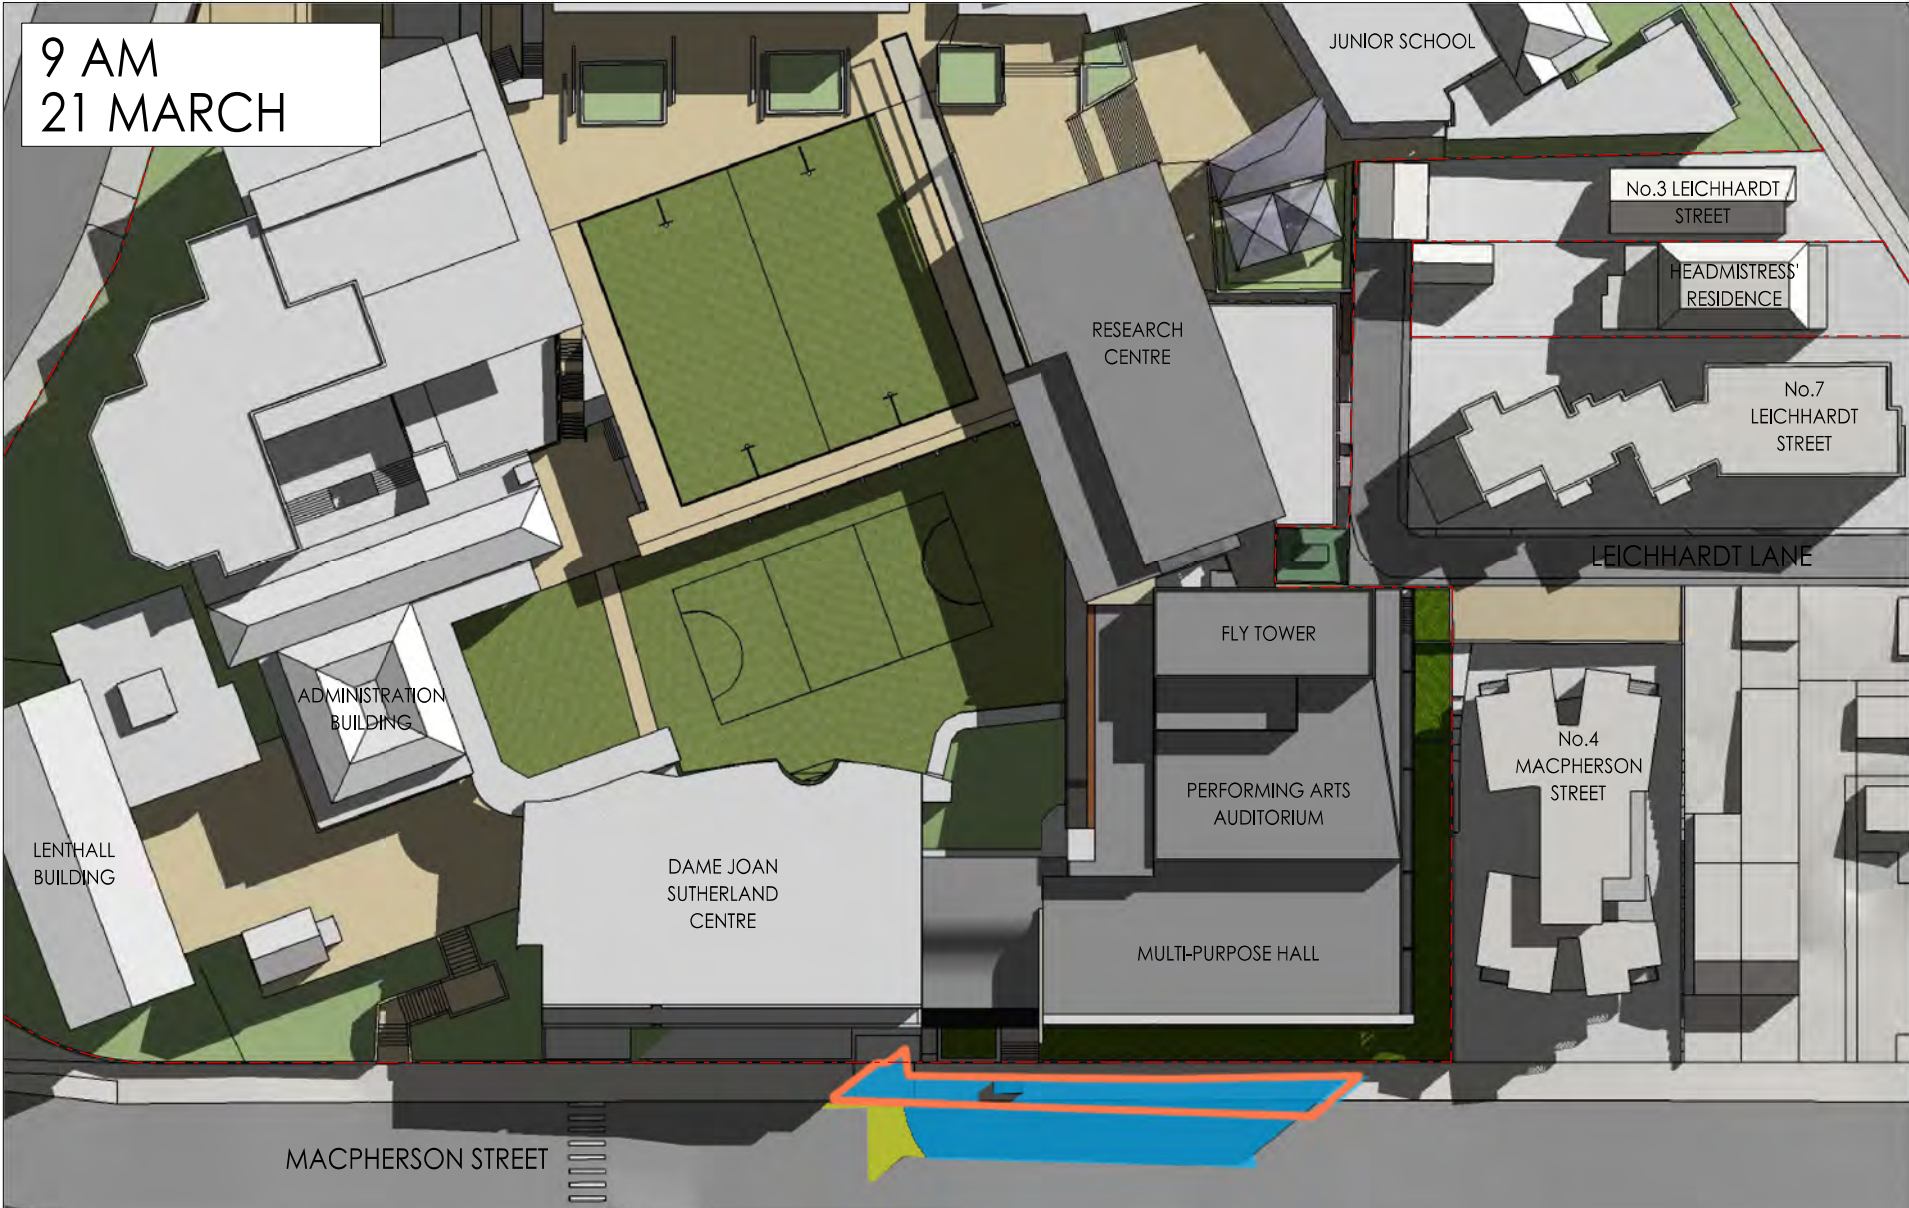 9 AM
21 MARCH
JUNIOR SCHOOL
No.3 LEICHHARDT
STREET
HEADMISTRESS'
RESIDENCE
RESEARCH
CENTRE
No.7
LEICHHARDT
STREET
LEICHHARDT LANE
FLY TOWER
ADMINISTRATION
BUILDING
No.4
MACPHERSON
STREET
PERFORMING ARTS
AUDITORIUM
LENTHALL
BUILDING
DAME JOAN
SUTHERLAND
CENTRE
MULTI-PURPOSE HALL
MACPHERSON STREET